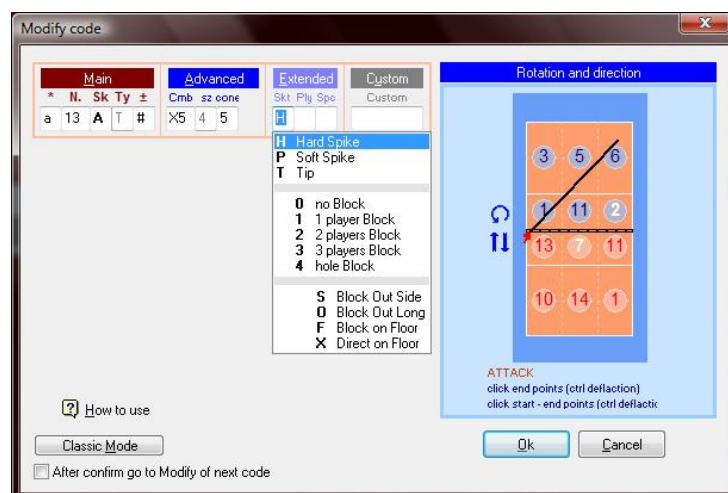 Modify code
Main Advanced Extended Custom Rotation and direction
* N. Sk Ty ± Cmb sz cone Skt Ply Spc Custom
a 13 A T # X5 4 5 H
H Hard Spike
P Soft Spike
T Tip
0 no Block
1 1 player Block
2 2 players Block
3 3 players Block
4 hole Block
S Block Out Side
O Block Out Long
F Block on Floor
X Direct on Floor
3 5 6
1 11 2
13 7 11
10 14 1
ATTACK
click end points (ctrl deflaction)
click start - end points (ctrl deflactic
How to use
Classic Mode Ok Cancel
After confirm go to Modify of next code